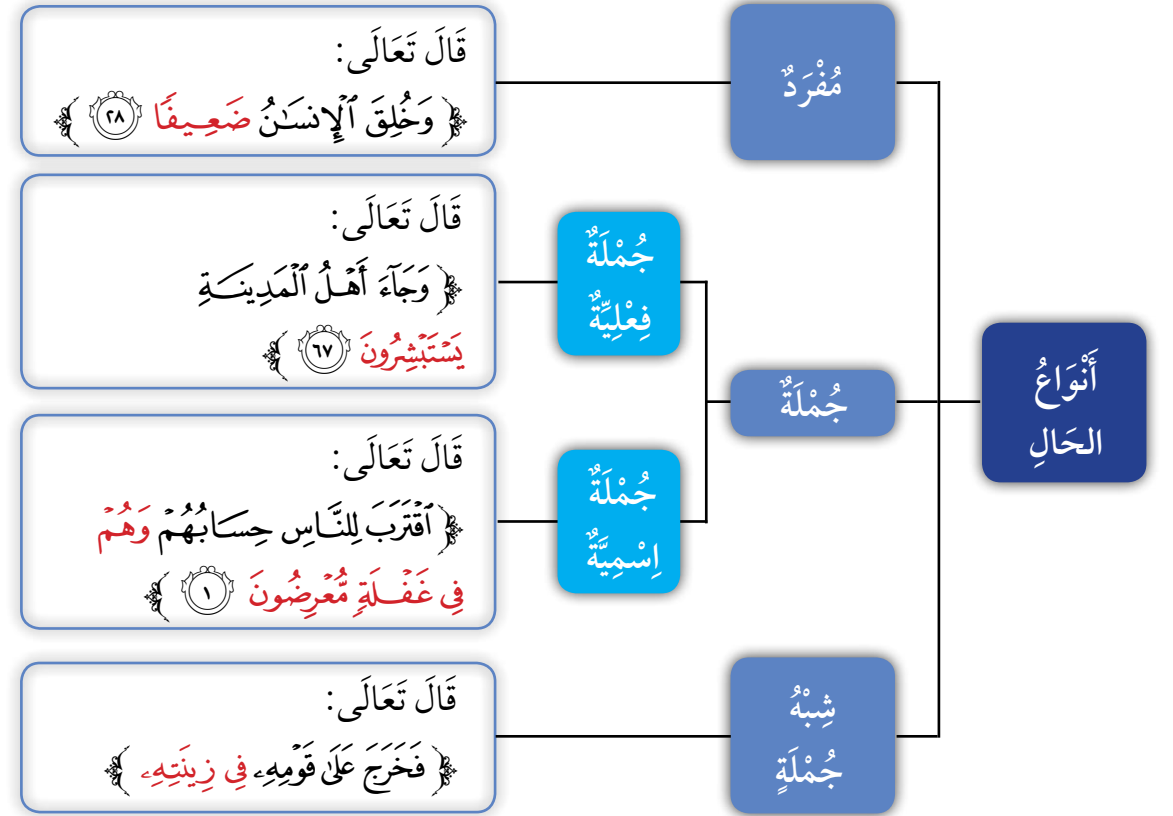 أَنْوَاعُ
الحَالِ
مُفْرَدٌ
قَالَ تَعَالَى:
﴿ وَخُلِقَ ٱلْإِنسَـٰنُ ضَعِيفًا ٢٨ ﴾
جُمْلَةٌ
جُمْلَةٌ
فِعْلِيِّةٌ
قَالَ تَعَالَى:
﴿ وَجَآءَ أَهْلُ ٱلْمَدِينَةِ
يَسْتَبْشِرُونَ ٦٧ ﴾
جُمْلَةٌ
اِسْمِيَّةٌ
قَالَ تَعَالَى:
﴿ ٱقْتَرَبَ لِلنَّاسِ حِسَابُهُمْ وَهُمْ
فِى غَفْلَةٍ مُّعْرِضُونَ ١ ﴾
شِبْهُ
جُمْلَةٍ
قَالَ تَعَالَى:
﴿ فَخَرَجَ عَلَىٰ قَوْمِهِۦ فِى زِينَتِهِۦ ﴾